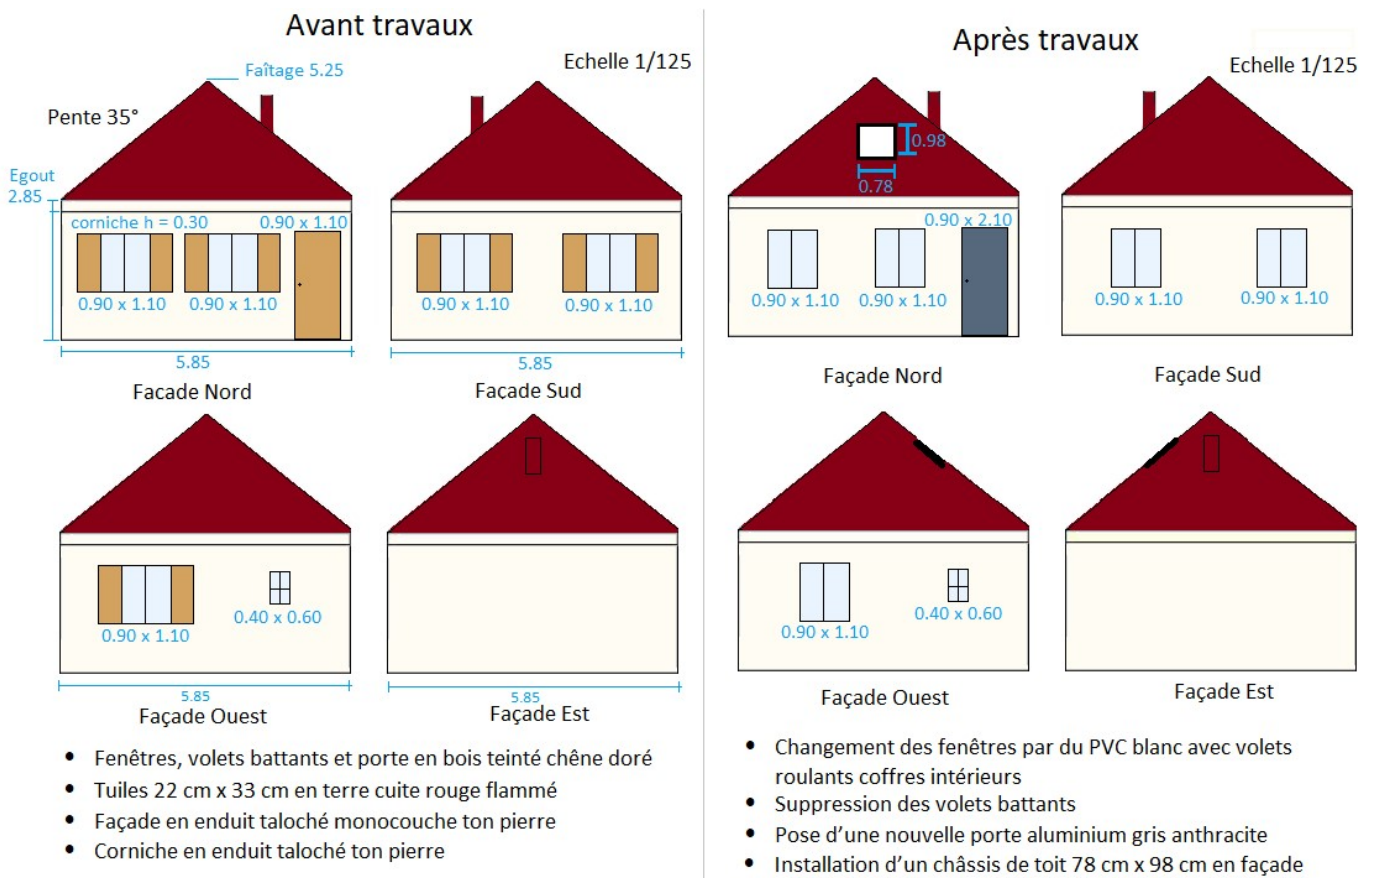 Avant travaux
Echelle 1/125
Faîtage 5.25
Pente 35°
Egout
2.85
corniche h = 0.30
0.90 x 1.10
0.90 x 1.10
0.90 x 1.10
0.90 x 1.10
0.90 x 1.10
5.85
5.85
Facade Nord
Façade Sud
0.90 x 1.10
0.40 x 0.60
5.85
5.85
Façade Ouest
Façade Est
• Fenêtres, volets battants et porte en bois teinté chêne doré
• Tuiles 22 cm x 33 cm en terre cuite rouge flammé
• Façade en enduit taloché monocouche ton pierre
• Corniche en enduit taloché ton pierre
Après travaux
Echelle 1/125
0.98
0.78
0.90 x 2.10
0.90 x 1.10
0.90 x 1.10
0.90 x 1.10
0.90 x 1.10
Façade Nord
Façade Sud
0.90 x 1.10
0.40 x 0.60
Façade Ouest
Façade Est
• Changement des fenêtres par du PVC blanc avec volets
roulants coffres intérieurs
• Suppression des volets battants
• Pose d’une nouvelle porte aluminium gris anthracite
• Installation d’un châssis de toit 78 cm x 98 cm en façade